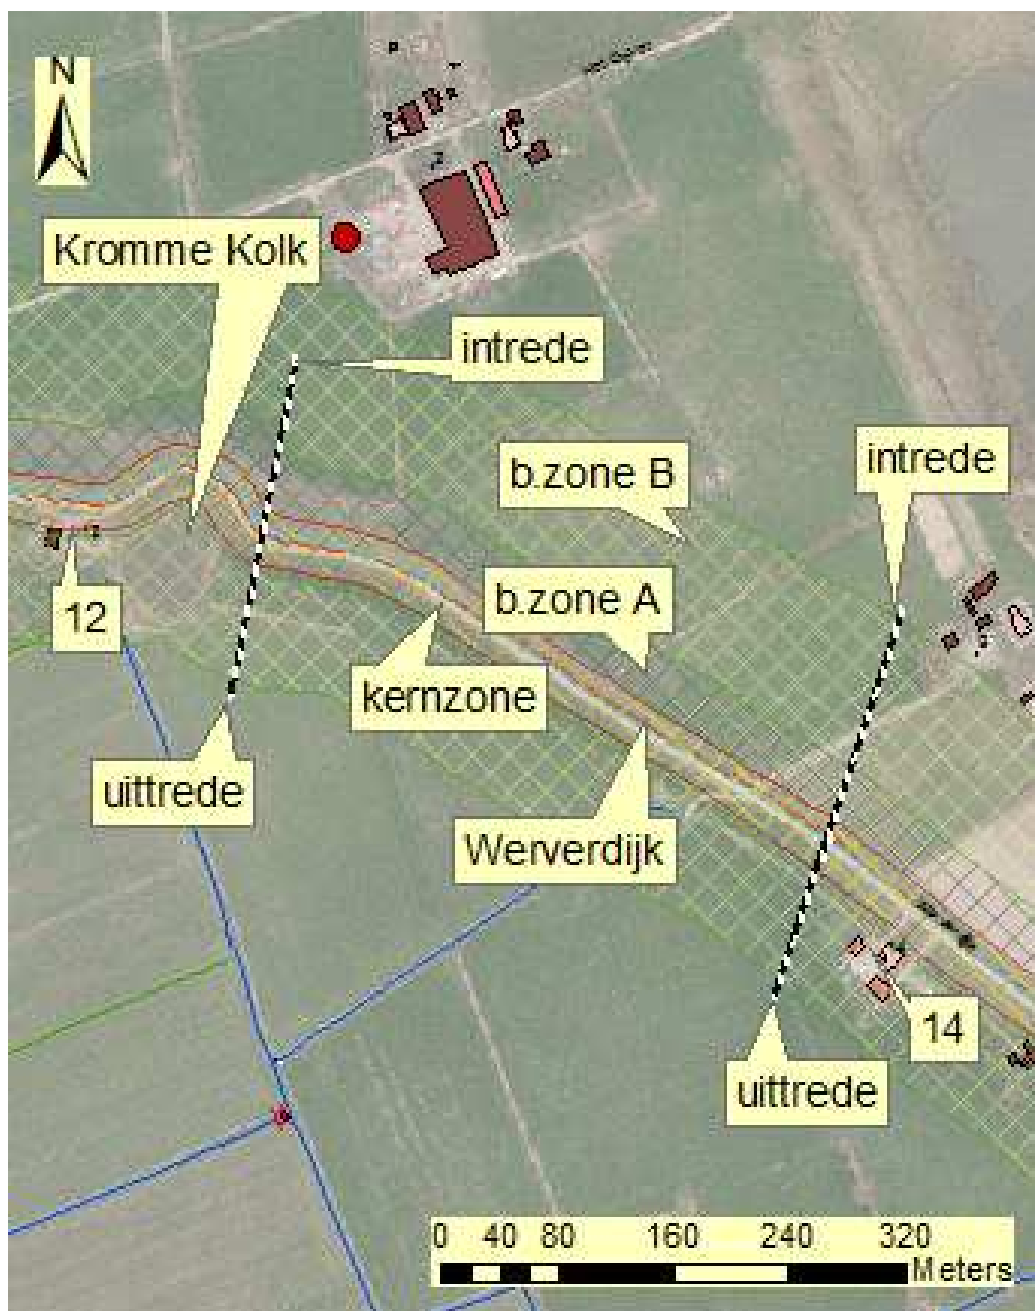 N
Kromme Kolk
intrede
b.zone B
intrede
b.zone A
12
kernzone
uittrede
Werverdijk
14
uittrede
0 40 80 160 240 320
Meters